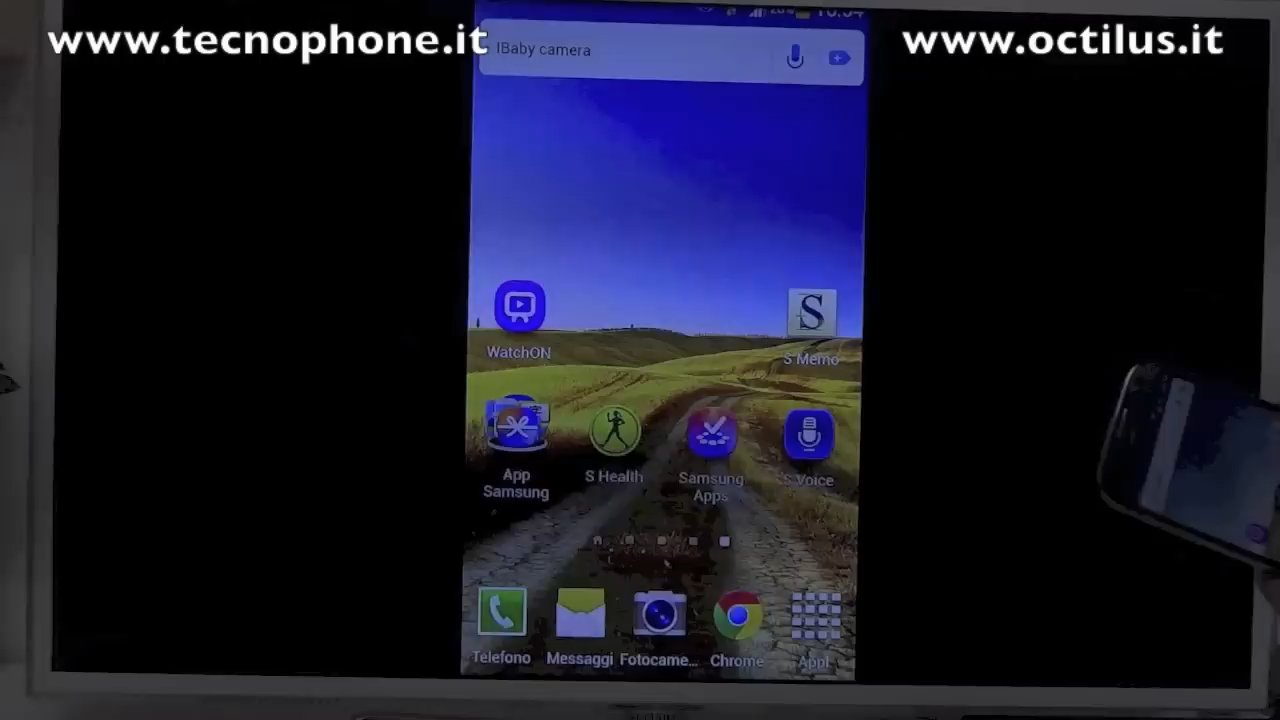 www.tecnophone.it
www.octilus.it
IBaby camera
WatchON
S
S Memo
App
Samsung
S Health
Samsung
Apps
S Voice
Telefono
Messaggi
Fotocame...
Chrome
Appl